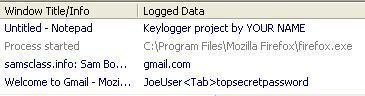 Window Title/Info Logged Data
Untitled - Notepad Keylogger project by YOUR NAME
Process started C:\Program Files\Mozilla Firefox\firefox.exe
samsclass.info: Sam Bo... gmail.com
Welcome to Gmail - Mozi... JoeUser<Tab>topsecretpassword